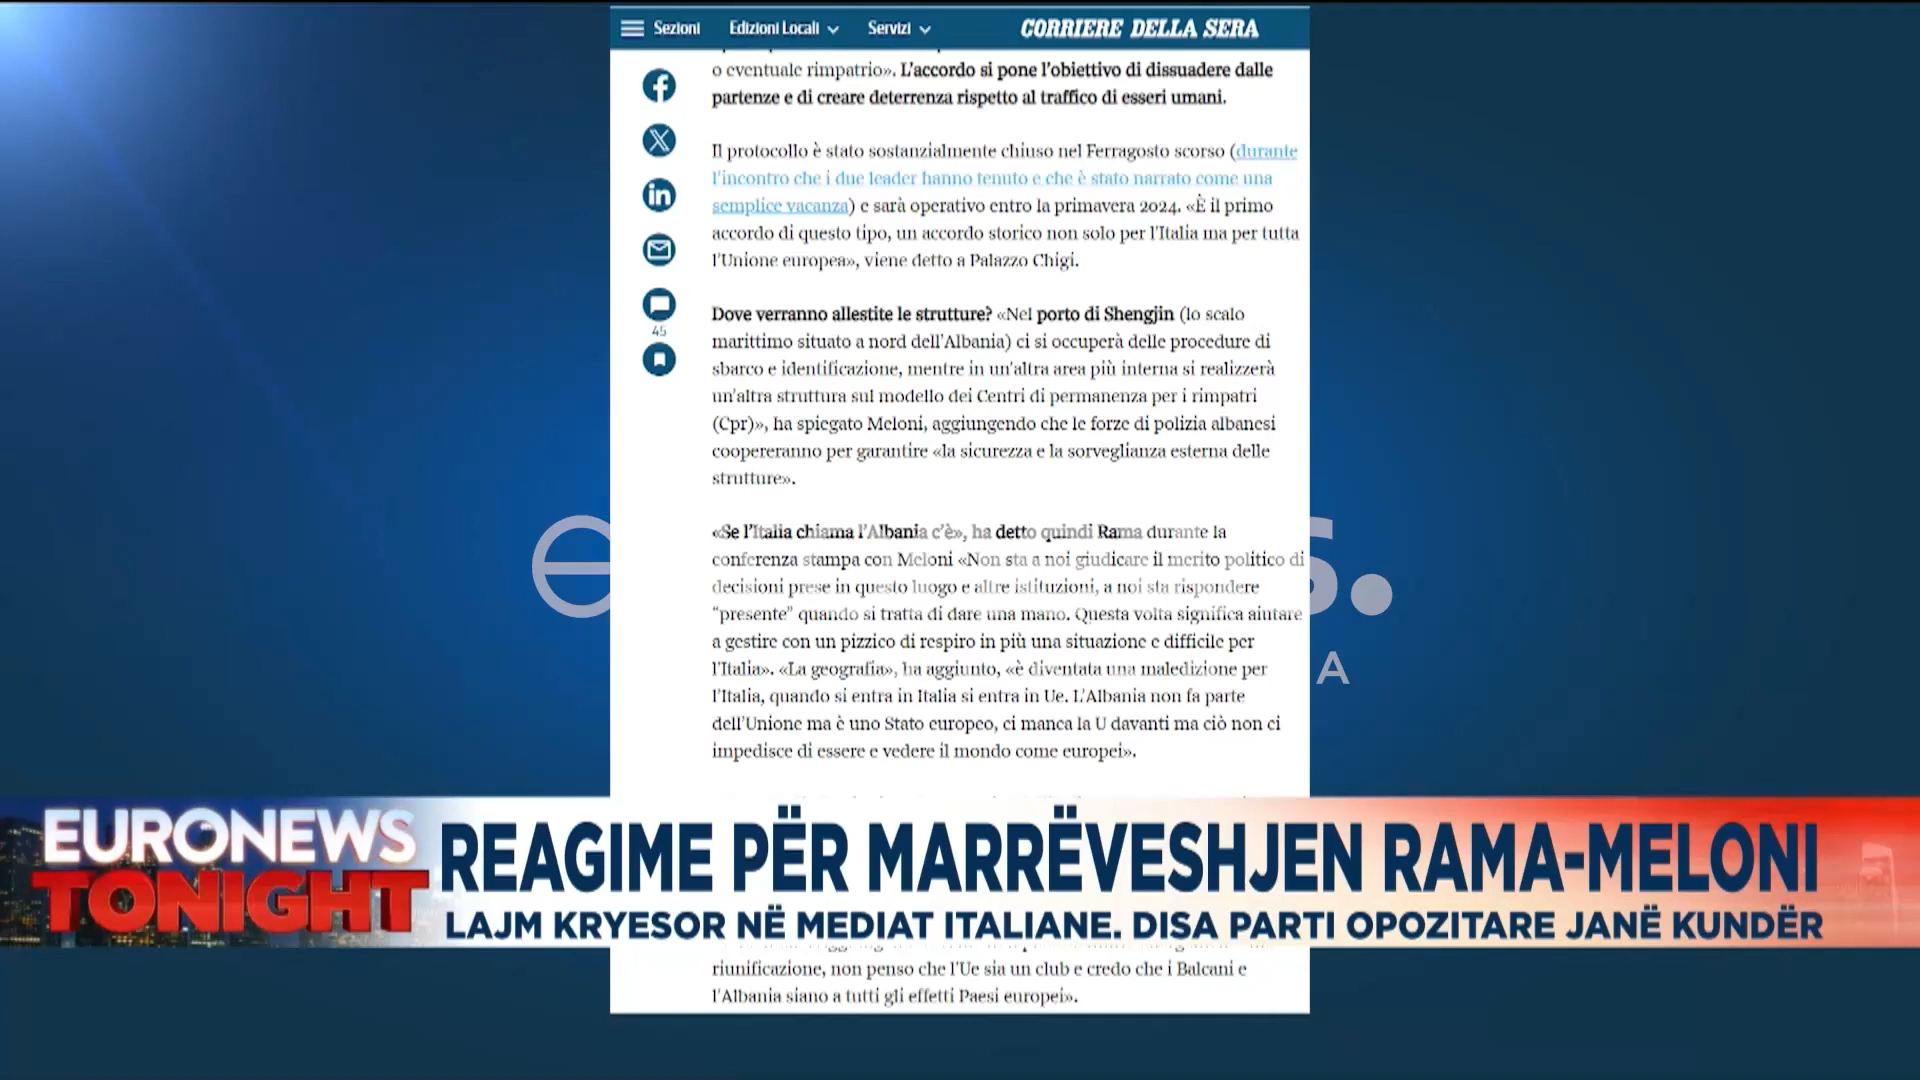 Sezioni Edizioni Locali Servizi CORRIERE DELLA SERA
o eventuale rimpatrio». L'accordo si pone l'obiettivo di dissuadere dalle
partenze e di creare deterrenza rispetto al traffico di esseri umani.
Il protocollo è stato sostanzialmente chiuso nel Ferragosto scorso (durante
l'incontro che i due leader hanno tenuto e che è stato narrato come una
semplice vacanza) e sarà operativo entro la primavera 2024. «È il primo
accordo di questo tipo, un accordo storico non solo per l'Italia ma per tutta
l'Unione europea», viene detto a Palazzo Chigi.
45
Dove verranno allestite le strutture? «Nel porto di Shengjin (lo scalo
marittimo situato a nord dell'Albania) ci si occuperà delle procedure di
sbarco e identificazione, mentre in un'altra area più interna si realizzerà
un'altra struttura sul modello dei Centri di permanenza per i rimpatri
(Cpr)», ha spiegato Meloni, aggiungendo che le forze di polizia albanesi
coopereranno per garantire «la sicurezza e la sorveglianza esterna delle
strutture».
«Se l'Italia chiama l'Albania c'è», ha detto quindi Rama durante la
conferenza stampa con Meloni «Non sta a noi giudicare il merito politico di
decisioni prese in questo luogo e altre istituzioni, a noi sta rispondere
“presente” quando si tratta di dare una mano. Questa volta significa aiutare
a gestire con un pizzico di respiro in più una situazione e difficile per
l'Italia». «La geografia», ha aggiunto, «è diventata una maledizione per
l'Italia, quando si entra in Italia si entra in Ue. L'Albania non fa parte
dell'Unione ma è uno Stato europeo, ci manca la U davanti ma ciò non ci
impedisce di essere e vedere il mondo come europei».
EURONEWS
TONIGHT
REAGIME PËR MARRËVESHJEN RAMA-MELONI
LAJM KRYESOR NË MEDIAT ITALIANE. DISA PARTI OPOZITARE JANË KUNDËR
riunificazione, non penso che l'Ue sia un club e credo che i Balcani e
l'Albania siano a tutti gli effetti Paesi europei».